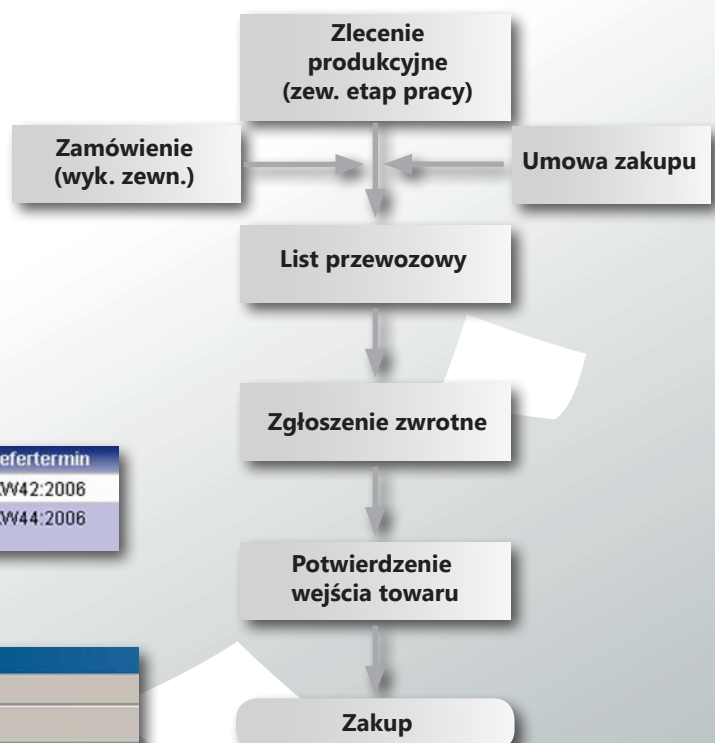 Zlecenie
produkcyjne
(zew. etap pracy)
Zamówienie
(wyk. zewn.)
Umowa zakupu
List przewozowy
Zgłoszenie zwrotne
efertermin
W42:2006
W44:2006
Potwierdzenie
wejścia towaru
Zakup